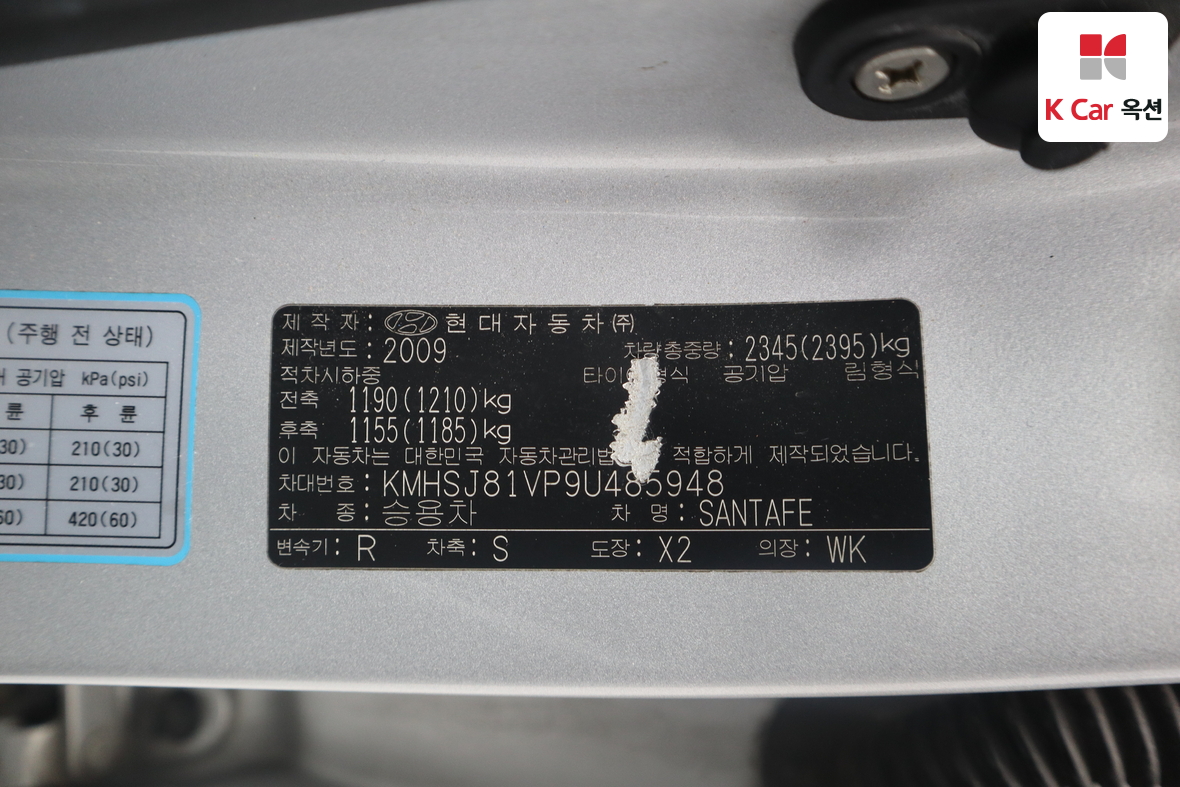 K Car 옥션
(주행 전 상태)
공기압 kPa(psi)
륜 후 륜
30) 210(30)
30) 210(30)
60) 420(60)
제 작 자 : 현 대 자 동 차 ㈜
제작년도 : 2009 차량총중량 : 2345(2395)kg
적차시하중 공기압 림형식
전축 1190(1210)kg
후축 1155(1185)kg
이 자동차는 대한민국 자동차관리법 적합하게 제작되었습니다.
차대번호 : KMHSJ81VP9U485948
차 종 : 승용차 차 명 : SANTAFE
변속기 : R 차축 : S 도장 : X2 의장 : WK